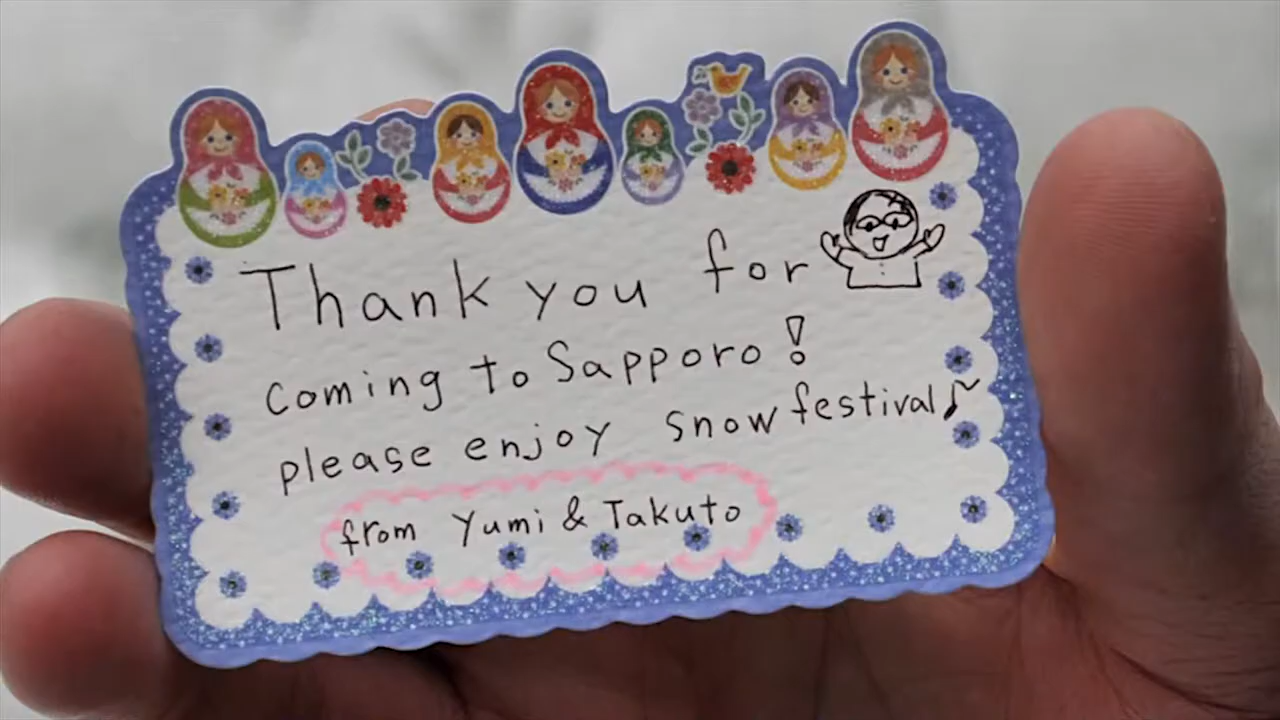 Thank you for
coming to Sapporo!
please enjoy snow festival♪
from Yumi & Takuto